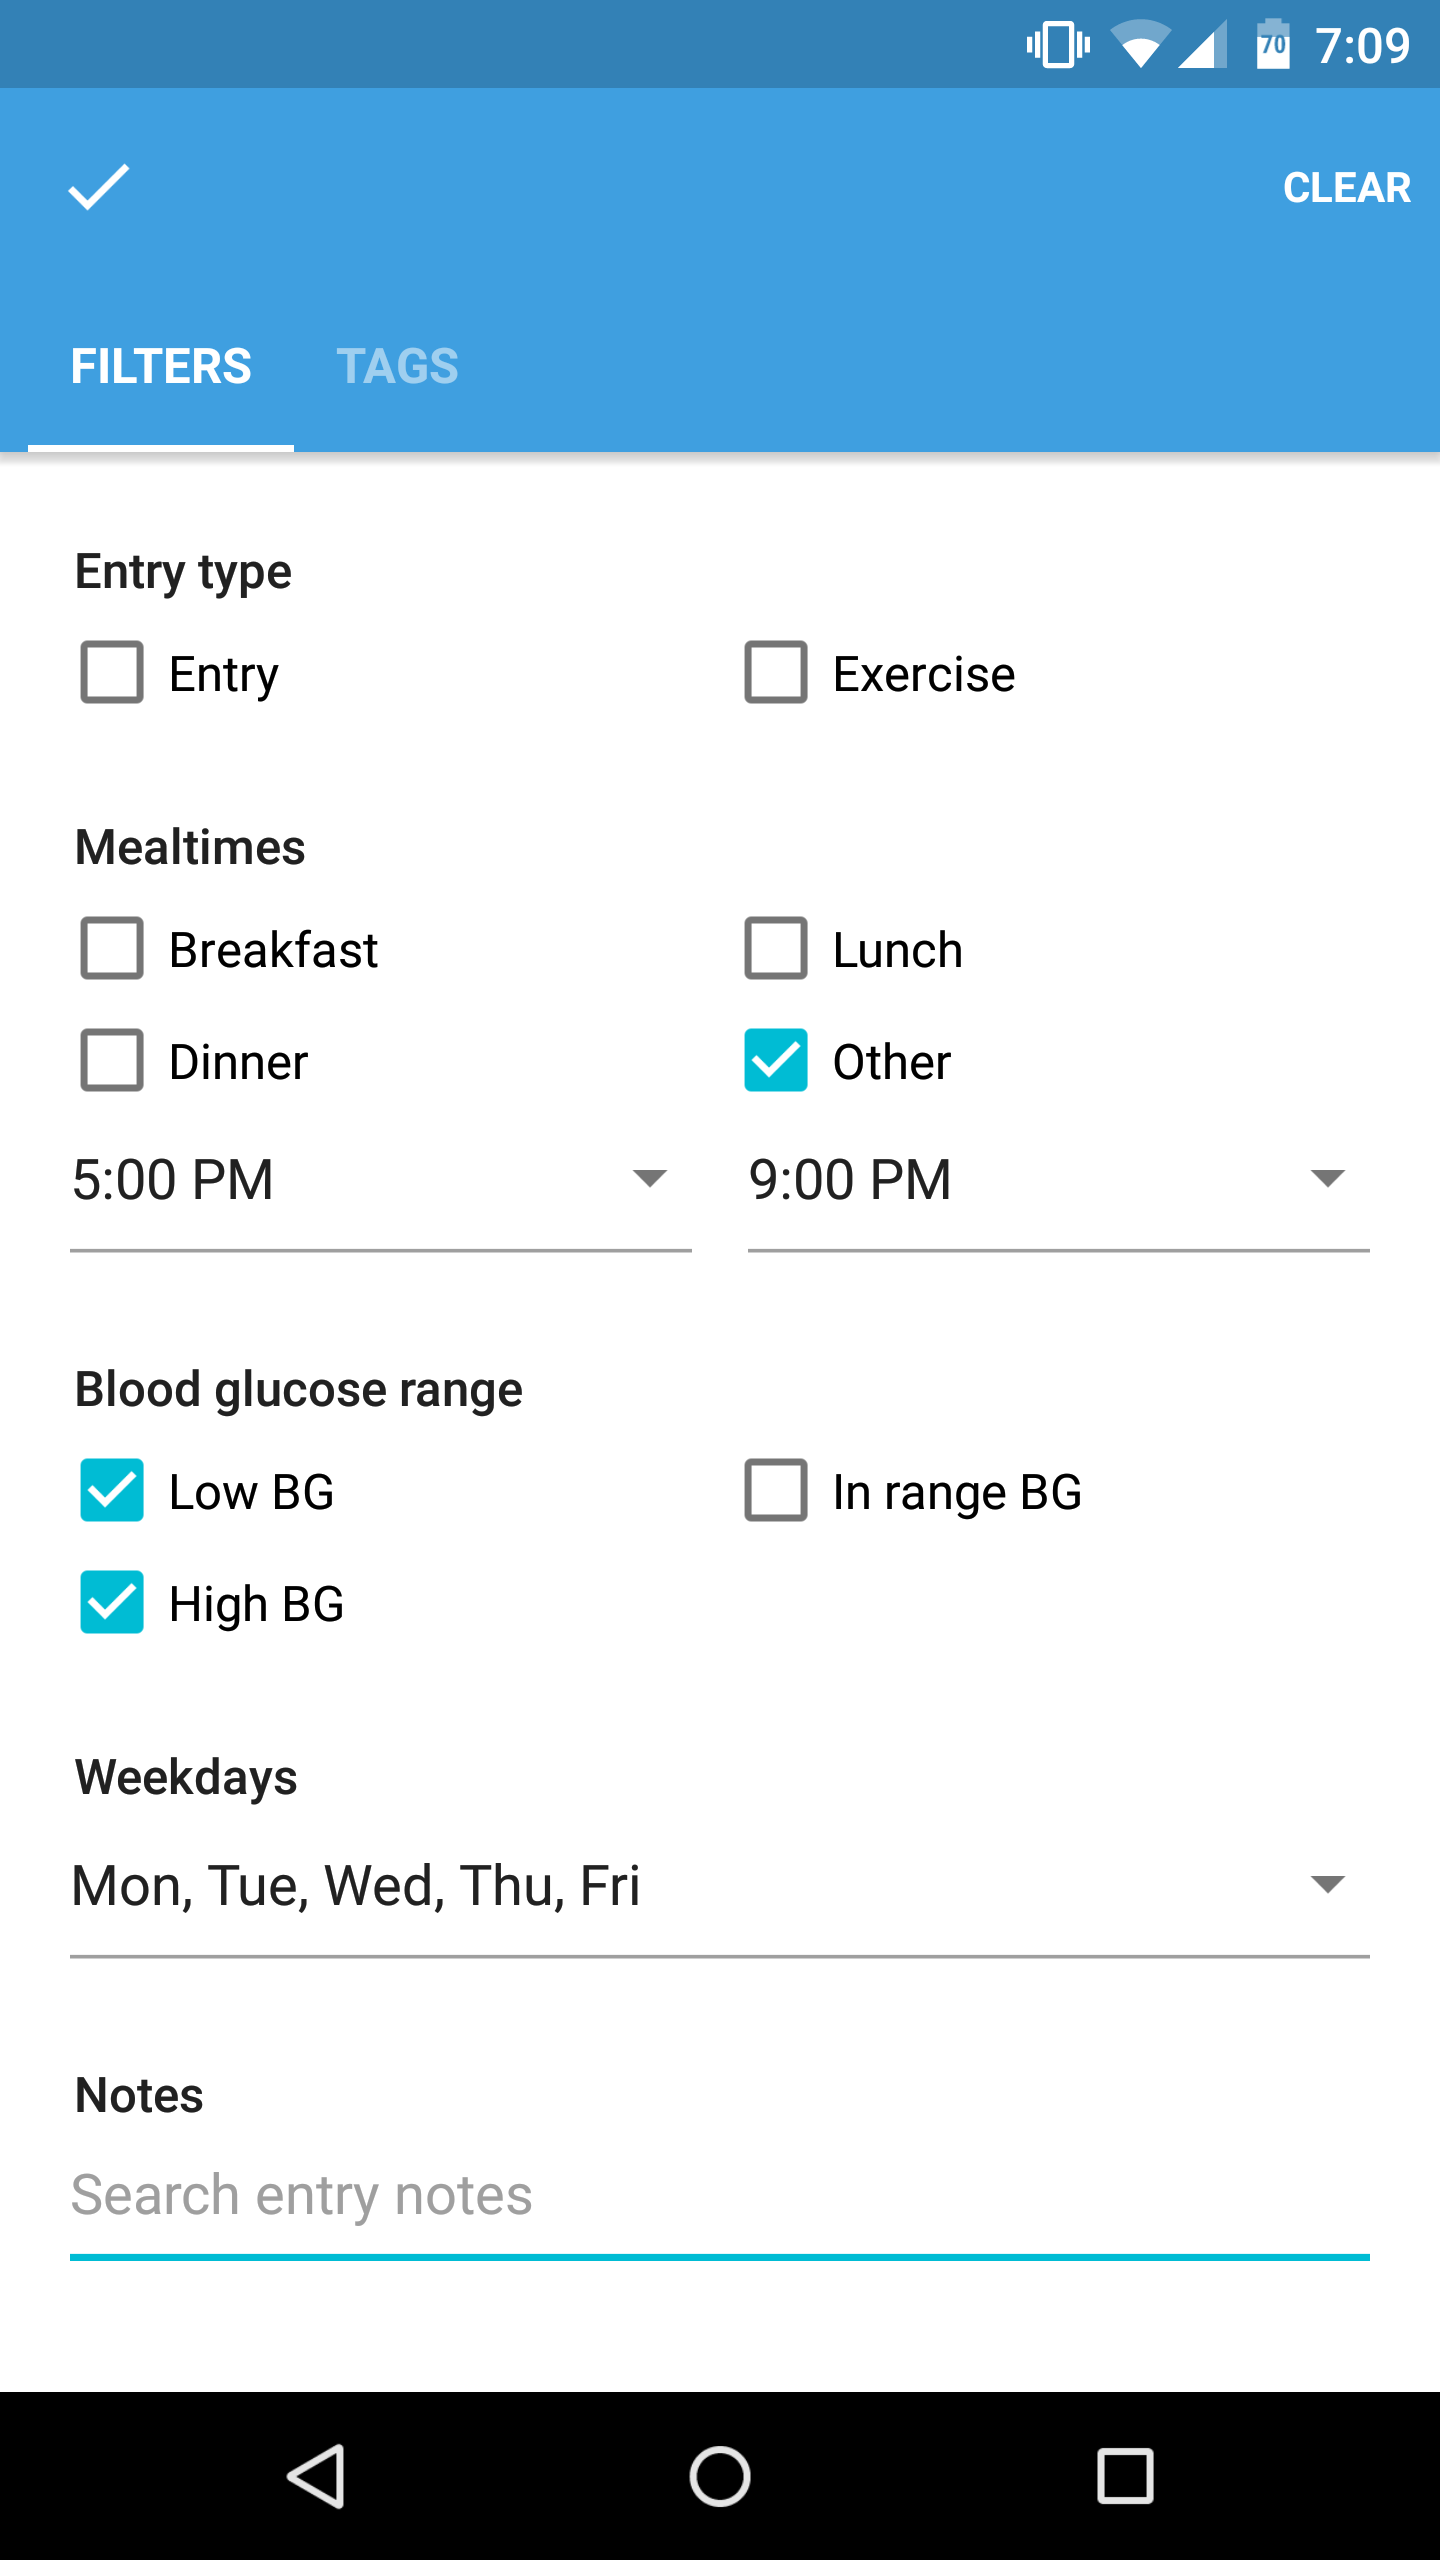 70 7:09
CLEAR
FILTERS TAGS
Entry type
Entry Exercise
Mealtimes
Breakfast Lunch
Dinner Other
5:00 PM 9:00 PM
Blood glucose range
Low BG In range BG
High BG
Weekdays
Mon, Tue, Wed, Thu, Fri
Notes
Search entry notes